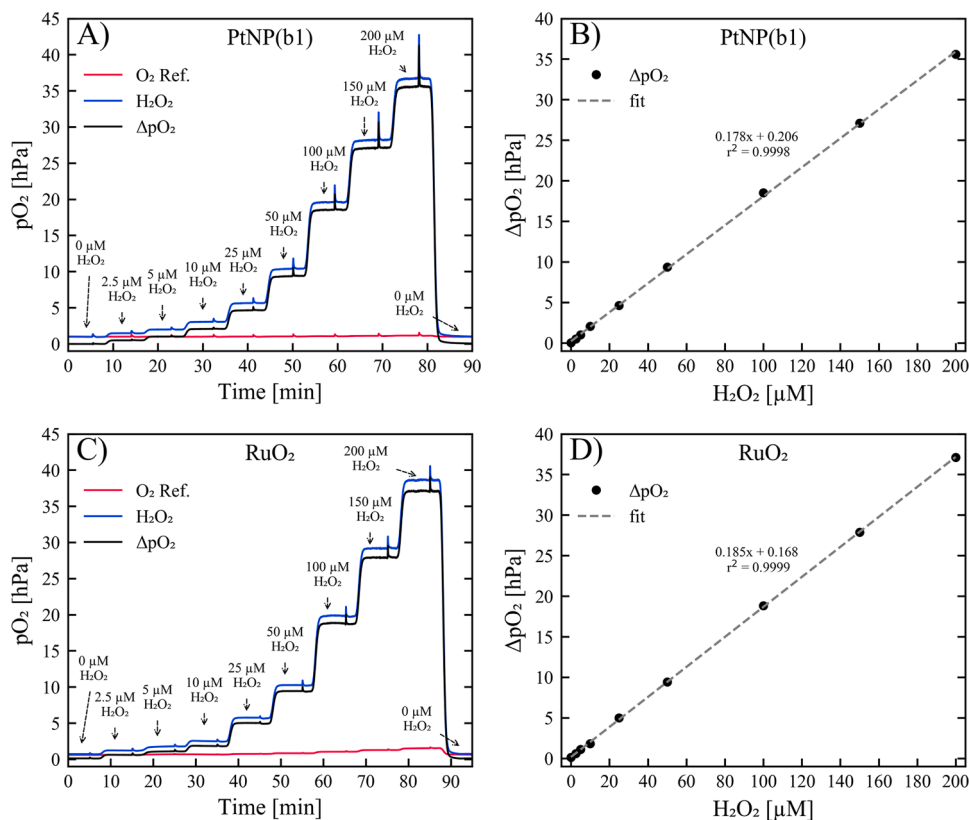 A)
PtNP(b1)
O₂ Ref.
H₂O₂
ΔpO₂
0 µM
H₂O₂
2.5 µM
H₂O₂
5 µM
H₂O₂
10 µM
H₂O₂
25 µM
H₂O₂
50 µM
H₂O₂
100 µM
H₂O₂
150 µM
H₂O₂
200 µM
H₂O₂
0 µM
H₂O₂
45
40
35
30
25
20
15
10
5
0
pO₂ [hPa]
0 10 20 30 40 50 60 70 80 90
Time [min]
B)
PtNP(b1)
ΔpO₂
fit
0.178x + 0.206
r² = 0.9998
40
35
30
25
20
15
10
5
0
ΔpO₂ [hPa]
0 20 40 60 80 100 120 140 160 180 200
H₂O₂ [µM]
C)
RuO₂
O₂ Ref.
H₂O₂
ΔpO₂
0 µM
H₂O₂
2.5 µM
H₂O₂
5 µM
H₂O₂
10 µM
H₂O₂
25 µM
H₂O₂
50 µM
H₂O₂
100 µM
H₂O₂
150 µM
H₂O₂
200 µM
H₂O₂
0 µM
H₂O₂
45
40
35
30
25
20
15
10
5
0
pO₂ [hPa]
0 10 20 30 40 50 60 70 80 90
Time [min]
D)
RuO₂
ΔpO₂
fit
0.185x + 0.168
r² = 0.9999
40
35
30
25
20
15
10
5
0
ΔpO₂ [hPa]
0 20 40 60 80 100 120 140 160 180 200
H₂O₂ [µM]